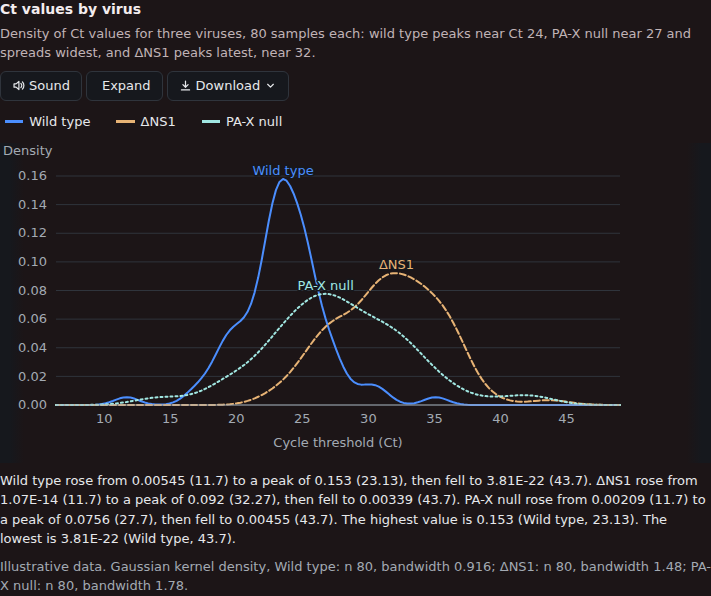 Ct values by virus
Density of Ct values for three viruses, 80 samples each: wild type peaks near Ct 24, PA-X null near 27 and
spreads widest, and ΔNS1 peaks latest, near 32.
Sound Expand Download
Wild type ΔNS1 PA-X null
Density
Wild type
0.16
0.14
0.12
0.10
ΔNS1
PA-X null
0.08
0.06
0.04
0.02
0.00
10 15 20 25 30 35 40 45
Cycle threshold (Ct)
Wild type rose from 0.00545 (11.7) to a peak of 0.153 (23.13), then fell to 3.81E-22 (43.7). ΔNS1 rose from
1.07E-14 (11.7) to a peak of 0.092 (32.27), then fell to 0.00339 (43.7). PA-X null rose from 0.00209 (11.7) to
a peak of 0.0756 (27.7), then fell to 0.00455 (43.7). The highest value is 0.153 (Wild type, 23.13). The
lowest is 3.81E-22 (Wild type, 43.7).
Illustrative data. Gaussian kernel density, Wild type: n 80, bandwidth 0.916; ΔNS1: n 80, bandwidth 1.48; PA-
X null: n 80, bandwidth 1.78.